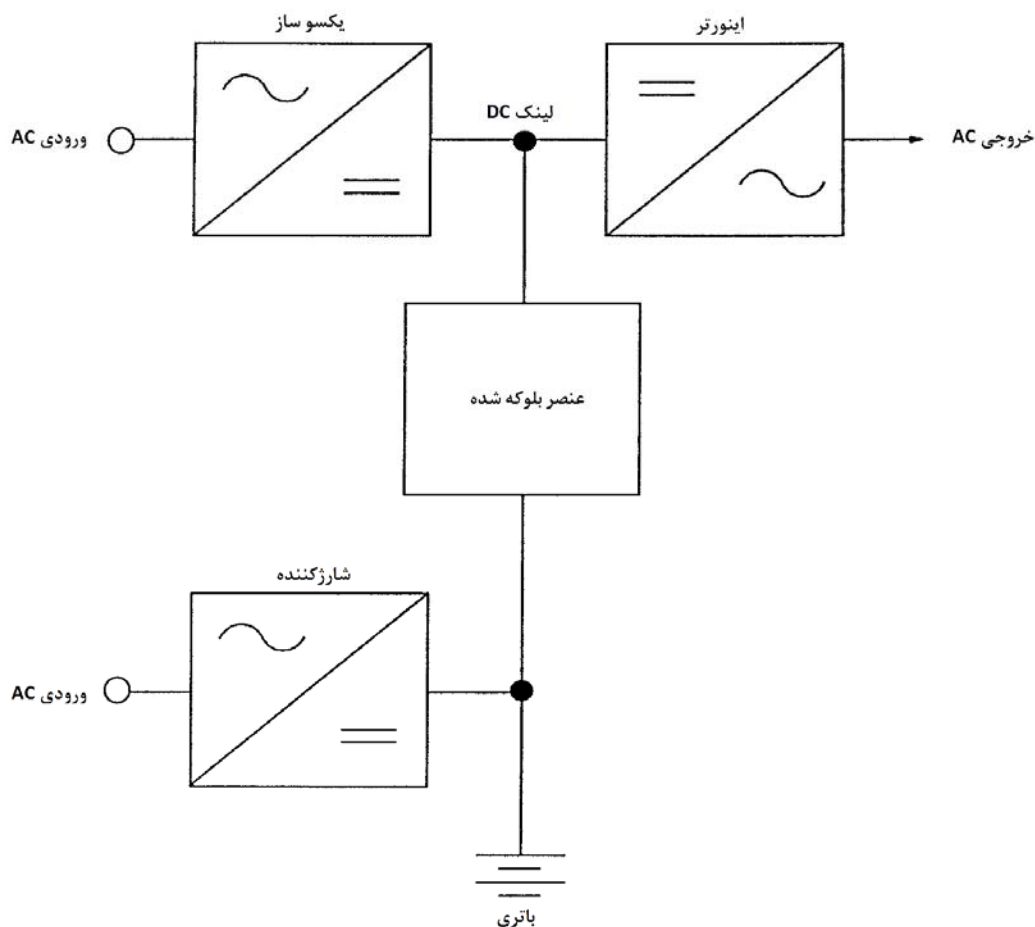 یکسو ساز
اینورتر
ورودی AC
لینک DC
خروجی AC
عنصر بلوکه شده
شارژکننده
ورودی AC
باتری